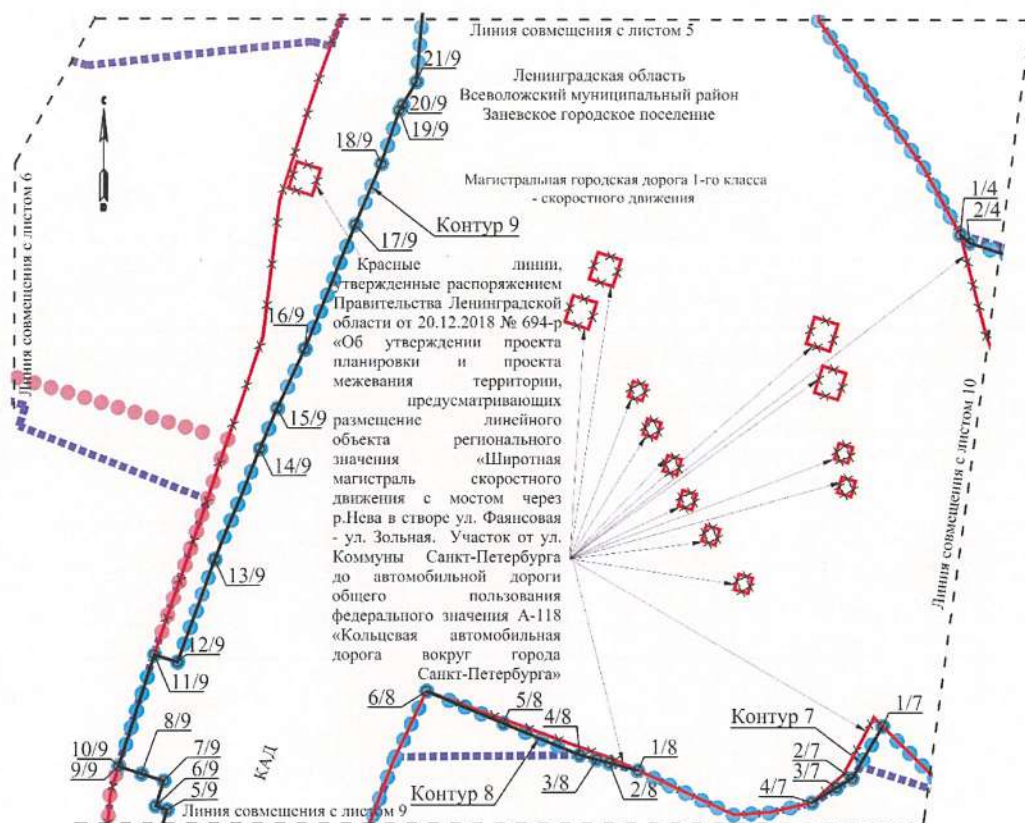 Линия совмещения с листом 5
21/9
Ленинградская область
Всеволожский муниципальный район
Заневское городское поселение
20/9
19/9
С
18/9
Магистральная городская дорога 1-го класса
- скоростного движения
1/4
2/4
Линия совмещения с листом 6
17/9
Контур 9
Красные линии,
утвержденные распоряжением
Правительства Ленинградской
области от 20.12.2018 № 694-р
«Об утверждении проекта
планировки и проекта
межевания территории,
предусматривающих
размещение линейного
объекта регионального
значения «Широтная
магистраль скоростного
движения с мостом через
р.Нева в створе ул. Фаянсовая
- ул. Зольная. Участок от ул.
Коммуны Санкт-Петербурга
до автомобильной дороги
общего пользования
федерального значения А-118
«Кольцевая автомобильная
дорога вокруг города
Санкт-Петербурга»
16/9
15/9
14/9
13/9
12/9
11/9
Линия совмещения с листом 10
10/9
9/9
8/9
7/9
6/9
5/9
КАД
6/8
5/8
4/8
3/8
2/8
1/8
Контур 8
Контур 7
1/7
2/7
3/7
4/7
Линия совмещения с листом 9